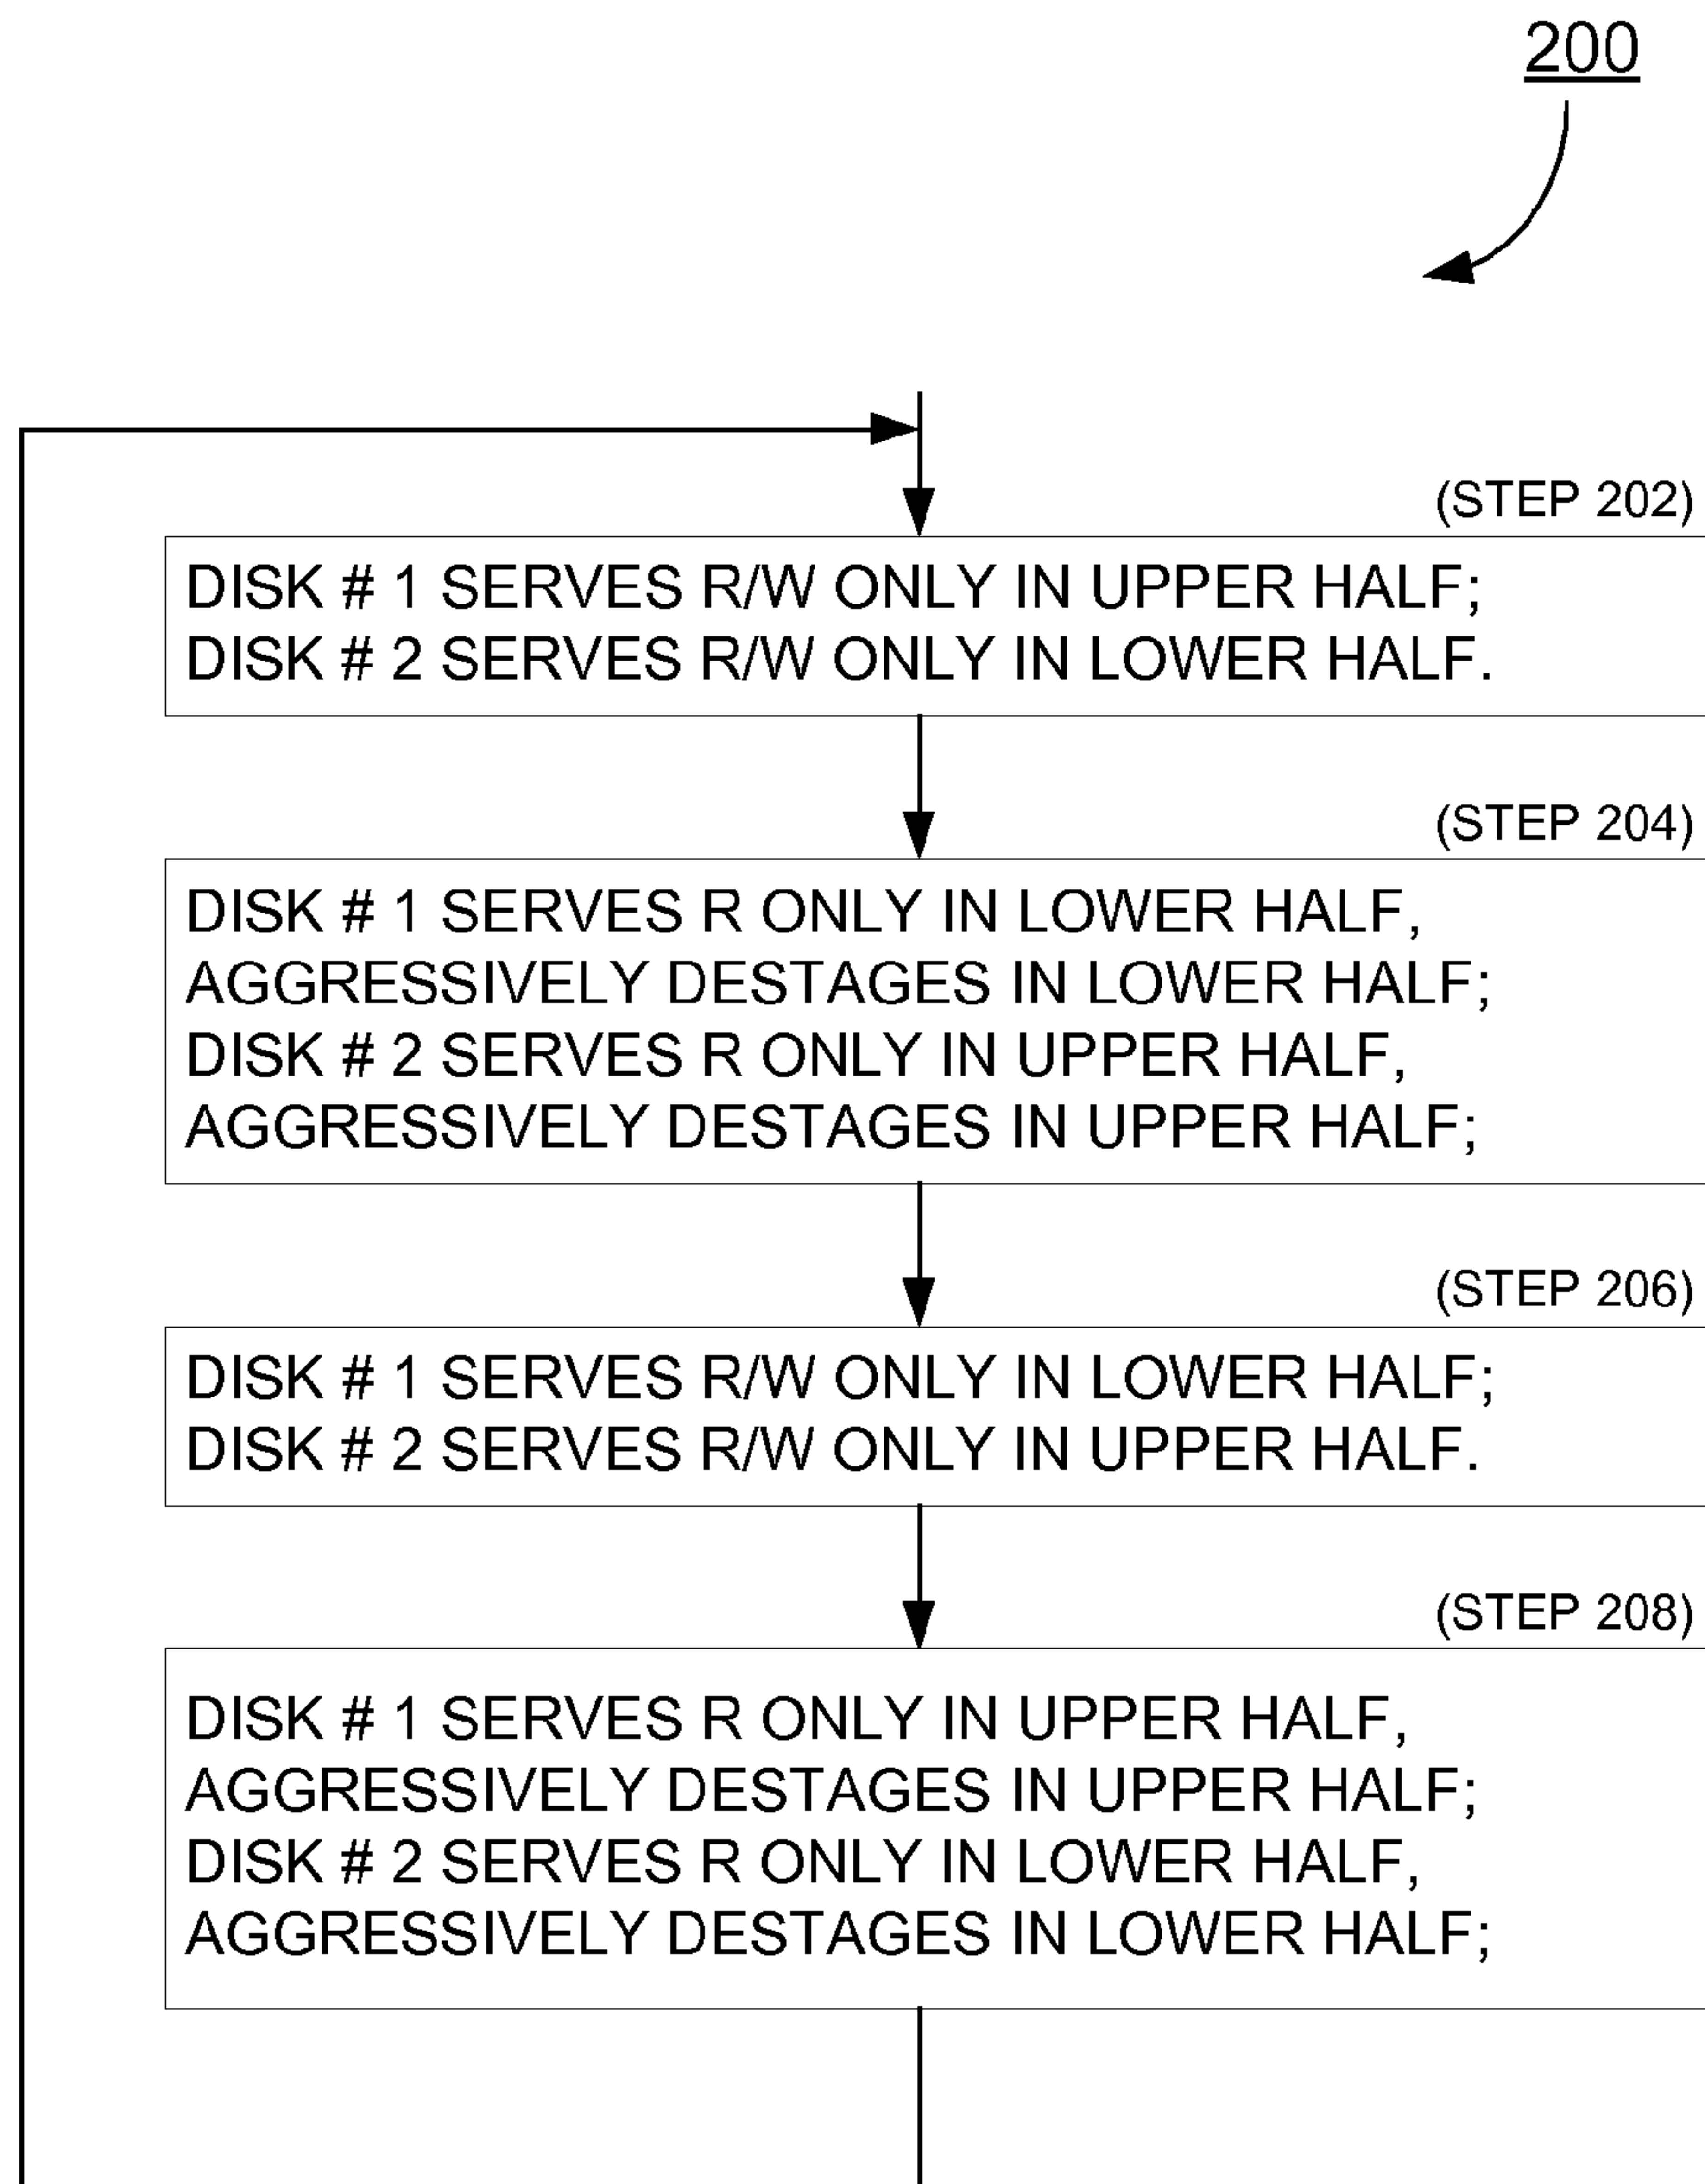 200
(STEP 202)
DISK # 1 SERVES R/W ONLY IN UPPER HALF;
DISK # 2 SERVES R/W ONLY IN LOWER HALF.
(STEP 204)
DISK # 1 SERVES R ONLY IN LOWER HALF,
AGGRESSIVELY DESTAGES IN LOWER HALF;
DISK # 2 SERVES R ONLY IN UPPER HALF,
AGGRESSIVELY DESTAGES IN UPPER HALF;
(STEP 206)
DISK # 1 SERVES R/W ONLY IN LOWER HALF;
DISK # 2 SERVES R/W ONLY IN UPPER HALF.
(STEP 208)
DISK # 1 SERVES R ONLY IN UPPER HALF,
AGGRESSIVELY DESTAGES IN UPPER HALF;
DISK # 2 SERVES R ONLY IN LOWER HALF,
AGGRESSIVELY DESTAGES IN LOWER HALF;